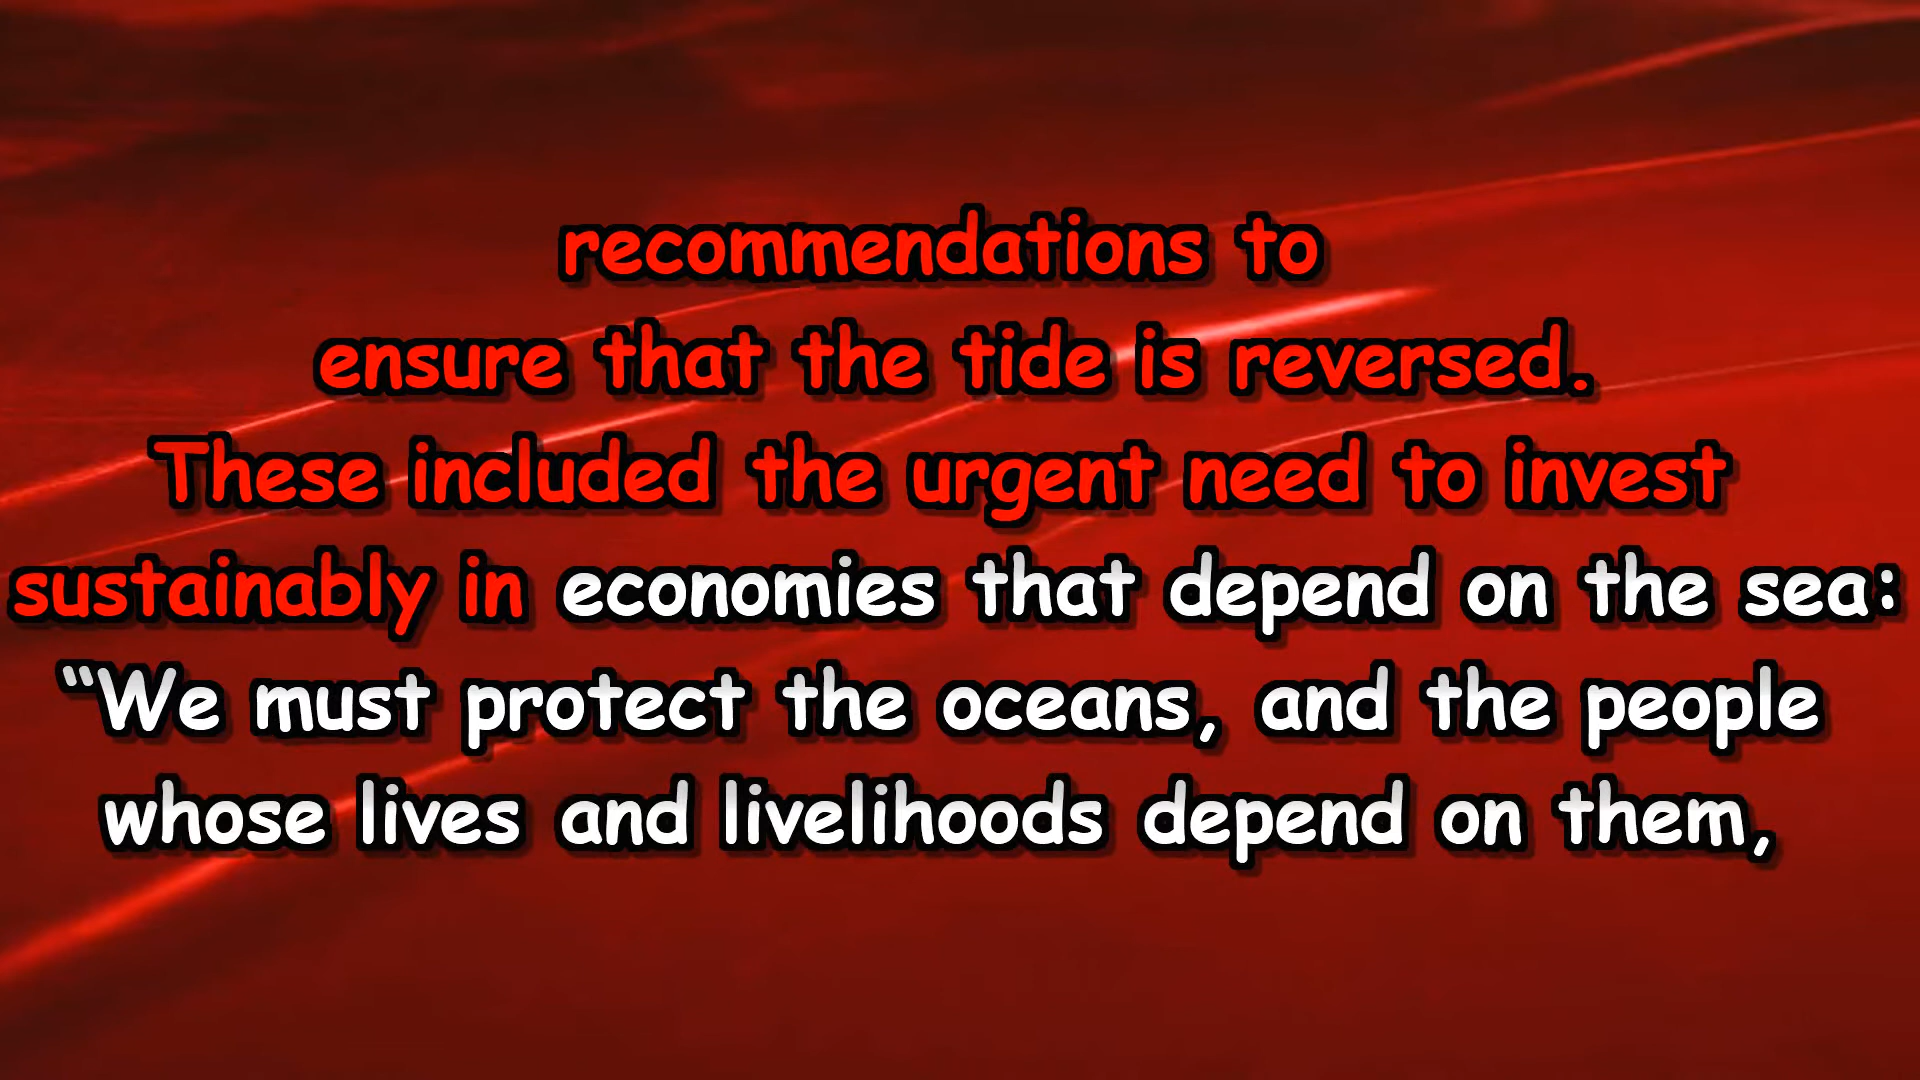 recommendations to
ensure that the tide is reversed.
These included the urgent need to invest
sustainably in economies that depend on the sea:
“We must protect the oceans, and the people
whose lives and livelihoods depend on them,